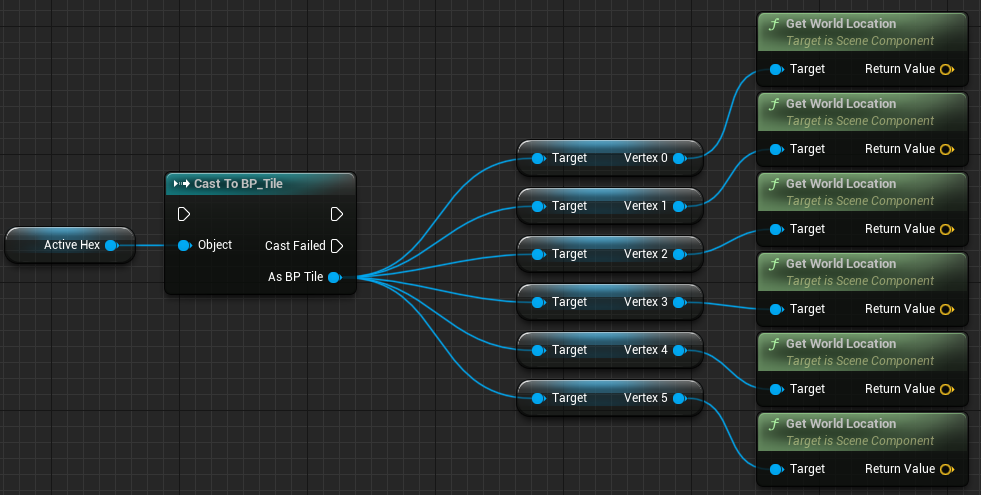 Active Hex
Cast To BP_Tile
Object
Cast Failed
As BP Tile
Target Vertex 0
Target Vertex 1
Target Vertex 2
Target Vertex 3
Target Vertex 4
Target Vertex 5
f Get World Location
Target is Scene Component
Target Return Value
f Get World Location
Target is Scene Component
Target Return Value
f Get World Location
Target is Scene Component
Target Return Value
f Get World Location
Target is Scene Component
Target Return Value
f Get World Location
Target is Scene Component
Target Return Value
f Get World Location
Target is Scene Component
Target Return Value